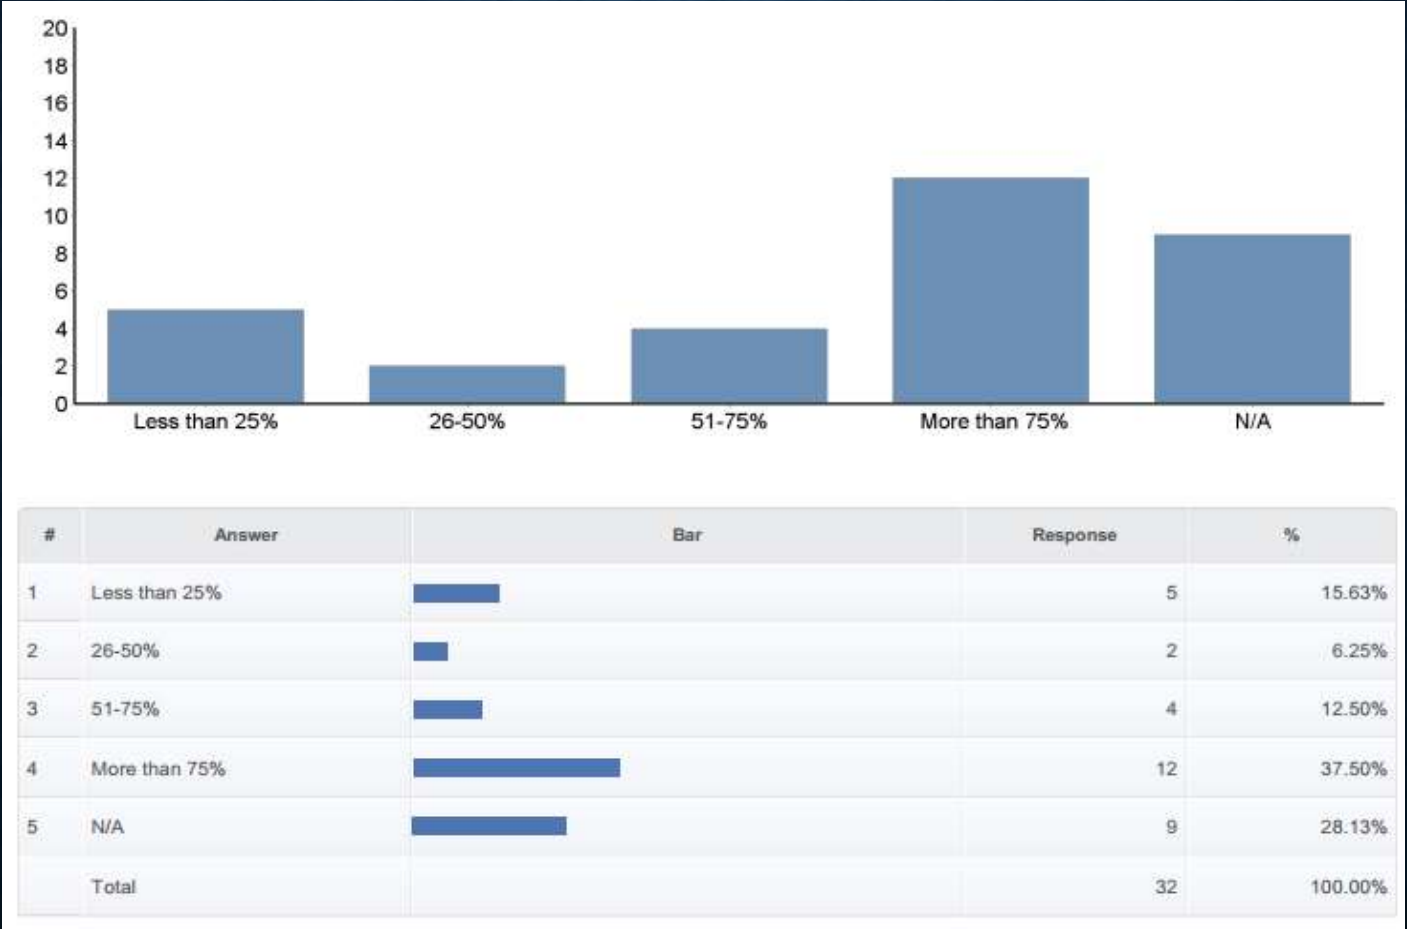 20
18
16
14
12
10
8
6
4
2
0
Less than 25% 26-50% 51-75% More than 75% N/A
# Answer Bar Response %
1 Less than 25% 5 15.63%
2 26-50% 2 6.25%
3 51-75% 4 12.50%
4 More than 75% 12 37.50%
5 N/A 9 28.13%
Total 32 100.00%